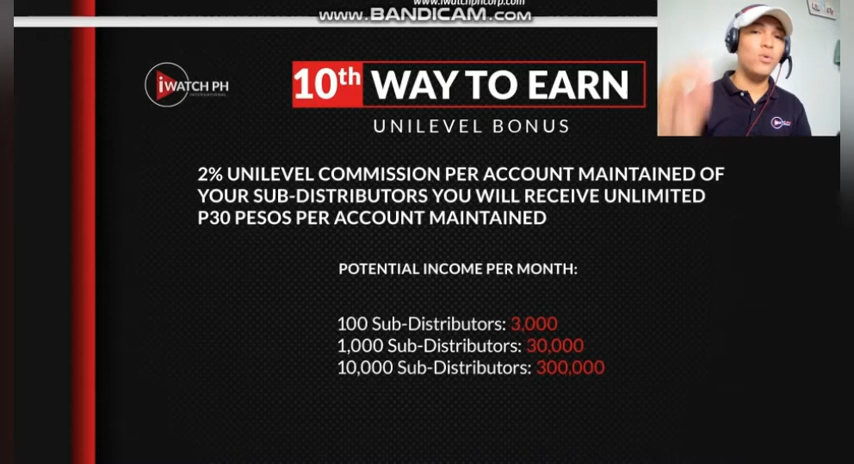 www.iwatchphcorp.com
www.BANDICAM.com
iWATCH PH
INTERNATIONAL
10th WAY TO EARN
UNILEVEL BONUS
2% UNILEVEL COMMISSION PER ACCOUNT MAINTAINED OF
YOUR SUB-DISTRIBUTORS YOU WILL RECEIVE UNLIMITED
P30 PESOS PER ACCOUNT MAINTAINED
POTENTIAL INCOME PER MONTH:
100 Sub-Distributors: 3,000
1,000 Sub-Distributors: 30,000
10,000 Sub-Distributors: 300,000